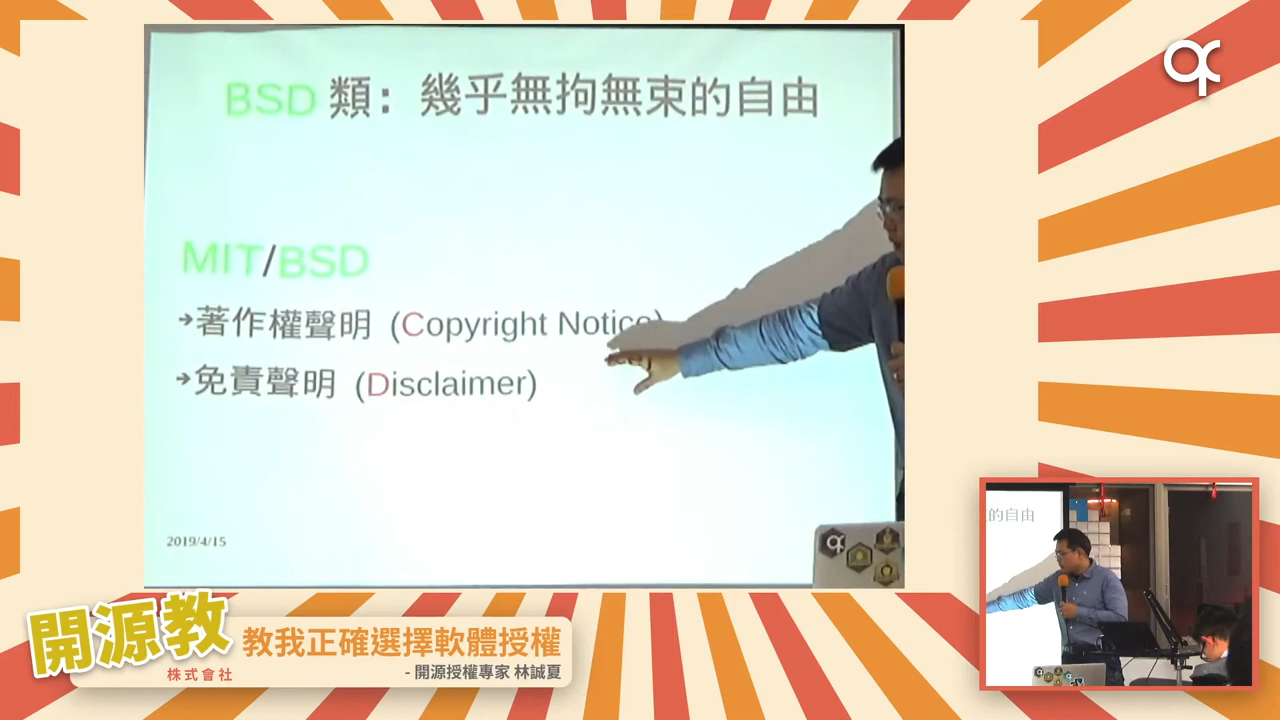 BSD 類：幾乎無拘無束的自由
MIT/BSD
→著作權聲明 (Copyright Notice)
→免責聲明 (Disclaimer)
2019/4/15
的自由
開源教
株式會社
教我正確選擇軟體授權
- 開源授權專家 林誠夏